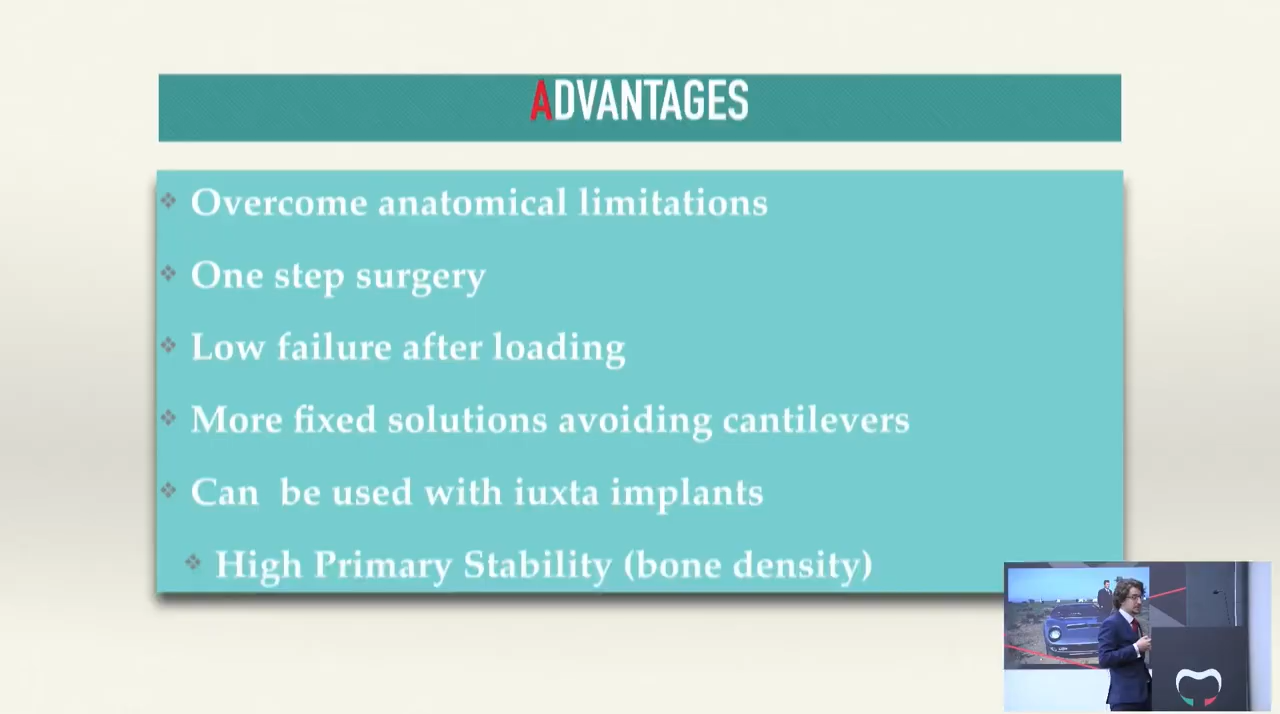 ADVANTAGES
Overcome anatomical limitations
One step surgery
Low failure after loading
More fixed solutions avoiding cantilevers
Can  be used with iuxta implants
High Primary Stability (bone density)